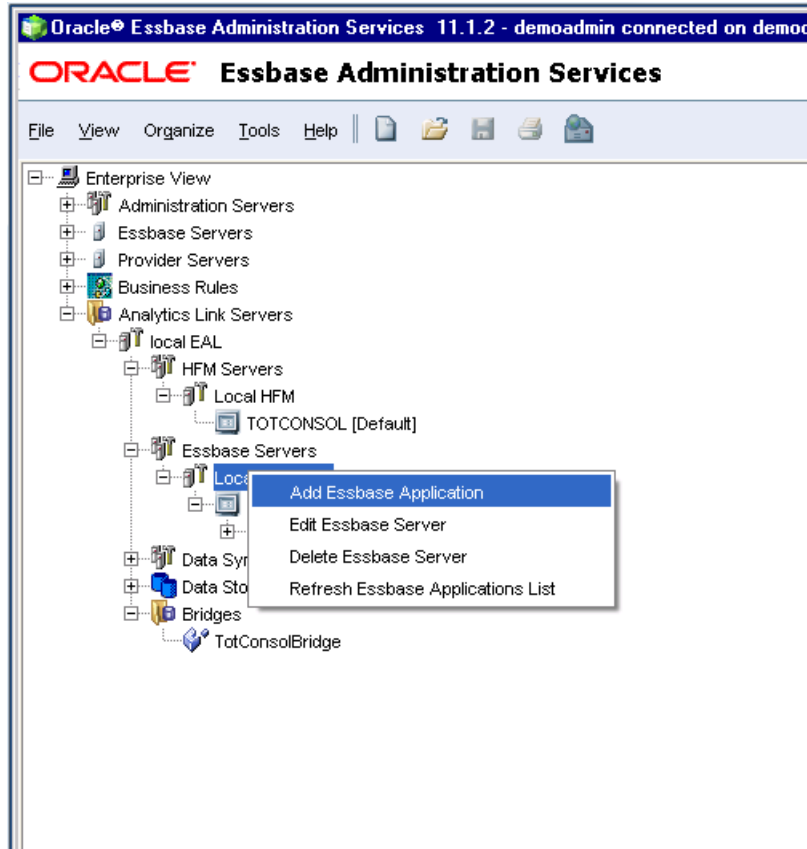 Oracle® Essbase Administration Services 11.1.2 - demoadmin connected on
ORACLE Essbase Administration Services
File View Organize Tools Help
Enterprise View
Administration Servers
Essbase Servers
Provider Servers
Business Rules
Analytics Link Servers
local EAL
HFM Servers
Local HFM
TOTCONSOL [Default]
Essbase Servers
Add Essbase Application
Edit Essbase Server
Data
Delete Essbase Server
Data
Refresh Essbase Applications List
Bridges
TotConsolBridge